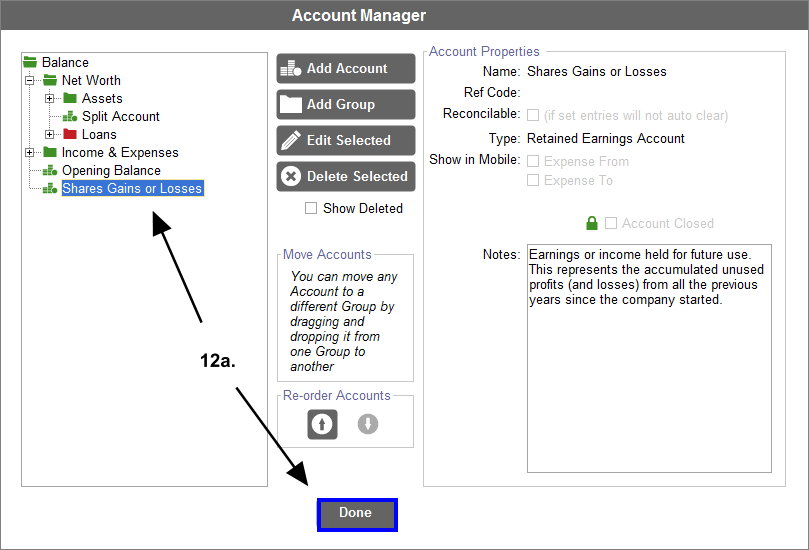 Account Manager
Balance
Net Worth
Assets
Split Account
Loans
Income & Expenses
Opening Balance
Shares Gains or Losses
Add Account
Add Group
Edit Selected
Delete Selected
Show Deleted
Move Accounts
You can move any
Account to a
different Group by
dragging and
dropping it from
one Group to
another
Re-order Accounts
Account Properties
Name: Shares Gains or Losses
Ref Code:
Reconcilable: (if set entries will not auto clear)
Type: Retained Earnings Account
Show in Mobile: Expense From
Expense To
Account Closed
Notes: Earnings or income held for future use.
This represents the accumulated unused
profits (and losses) from all the previous
years since the company started.
12a.
Done